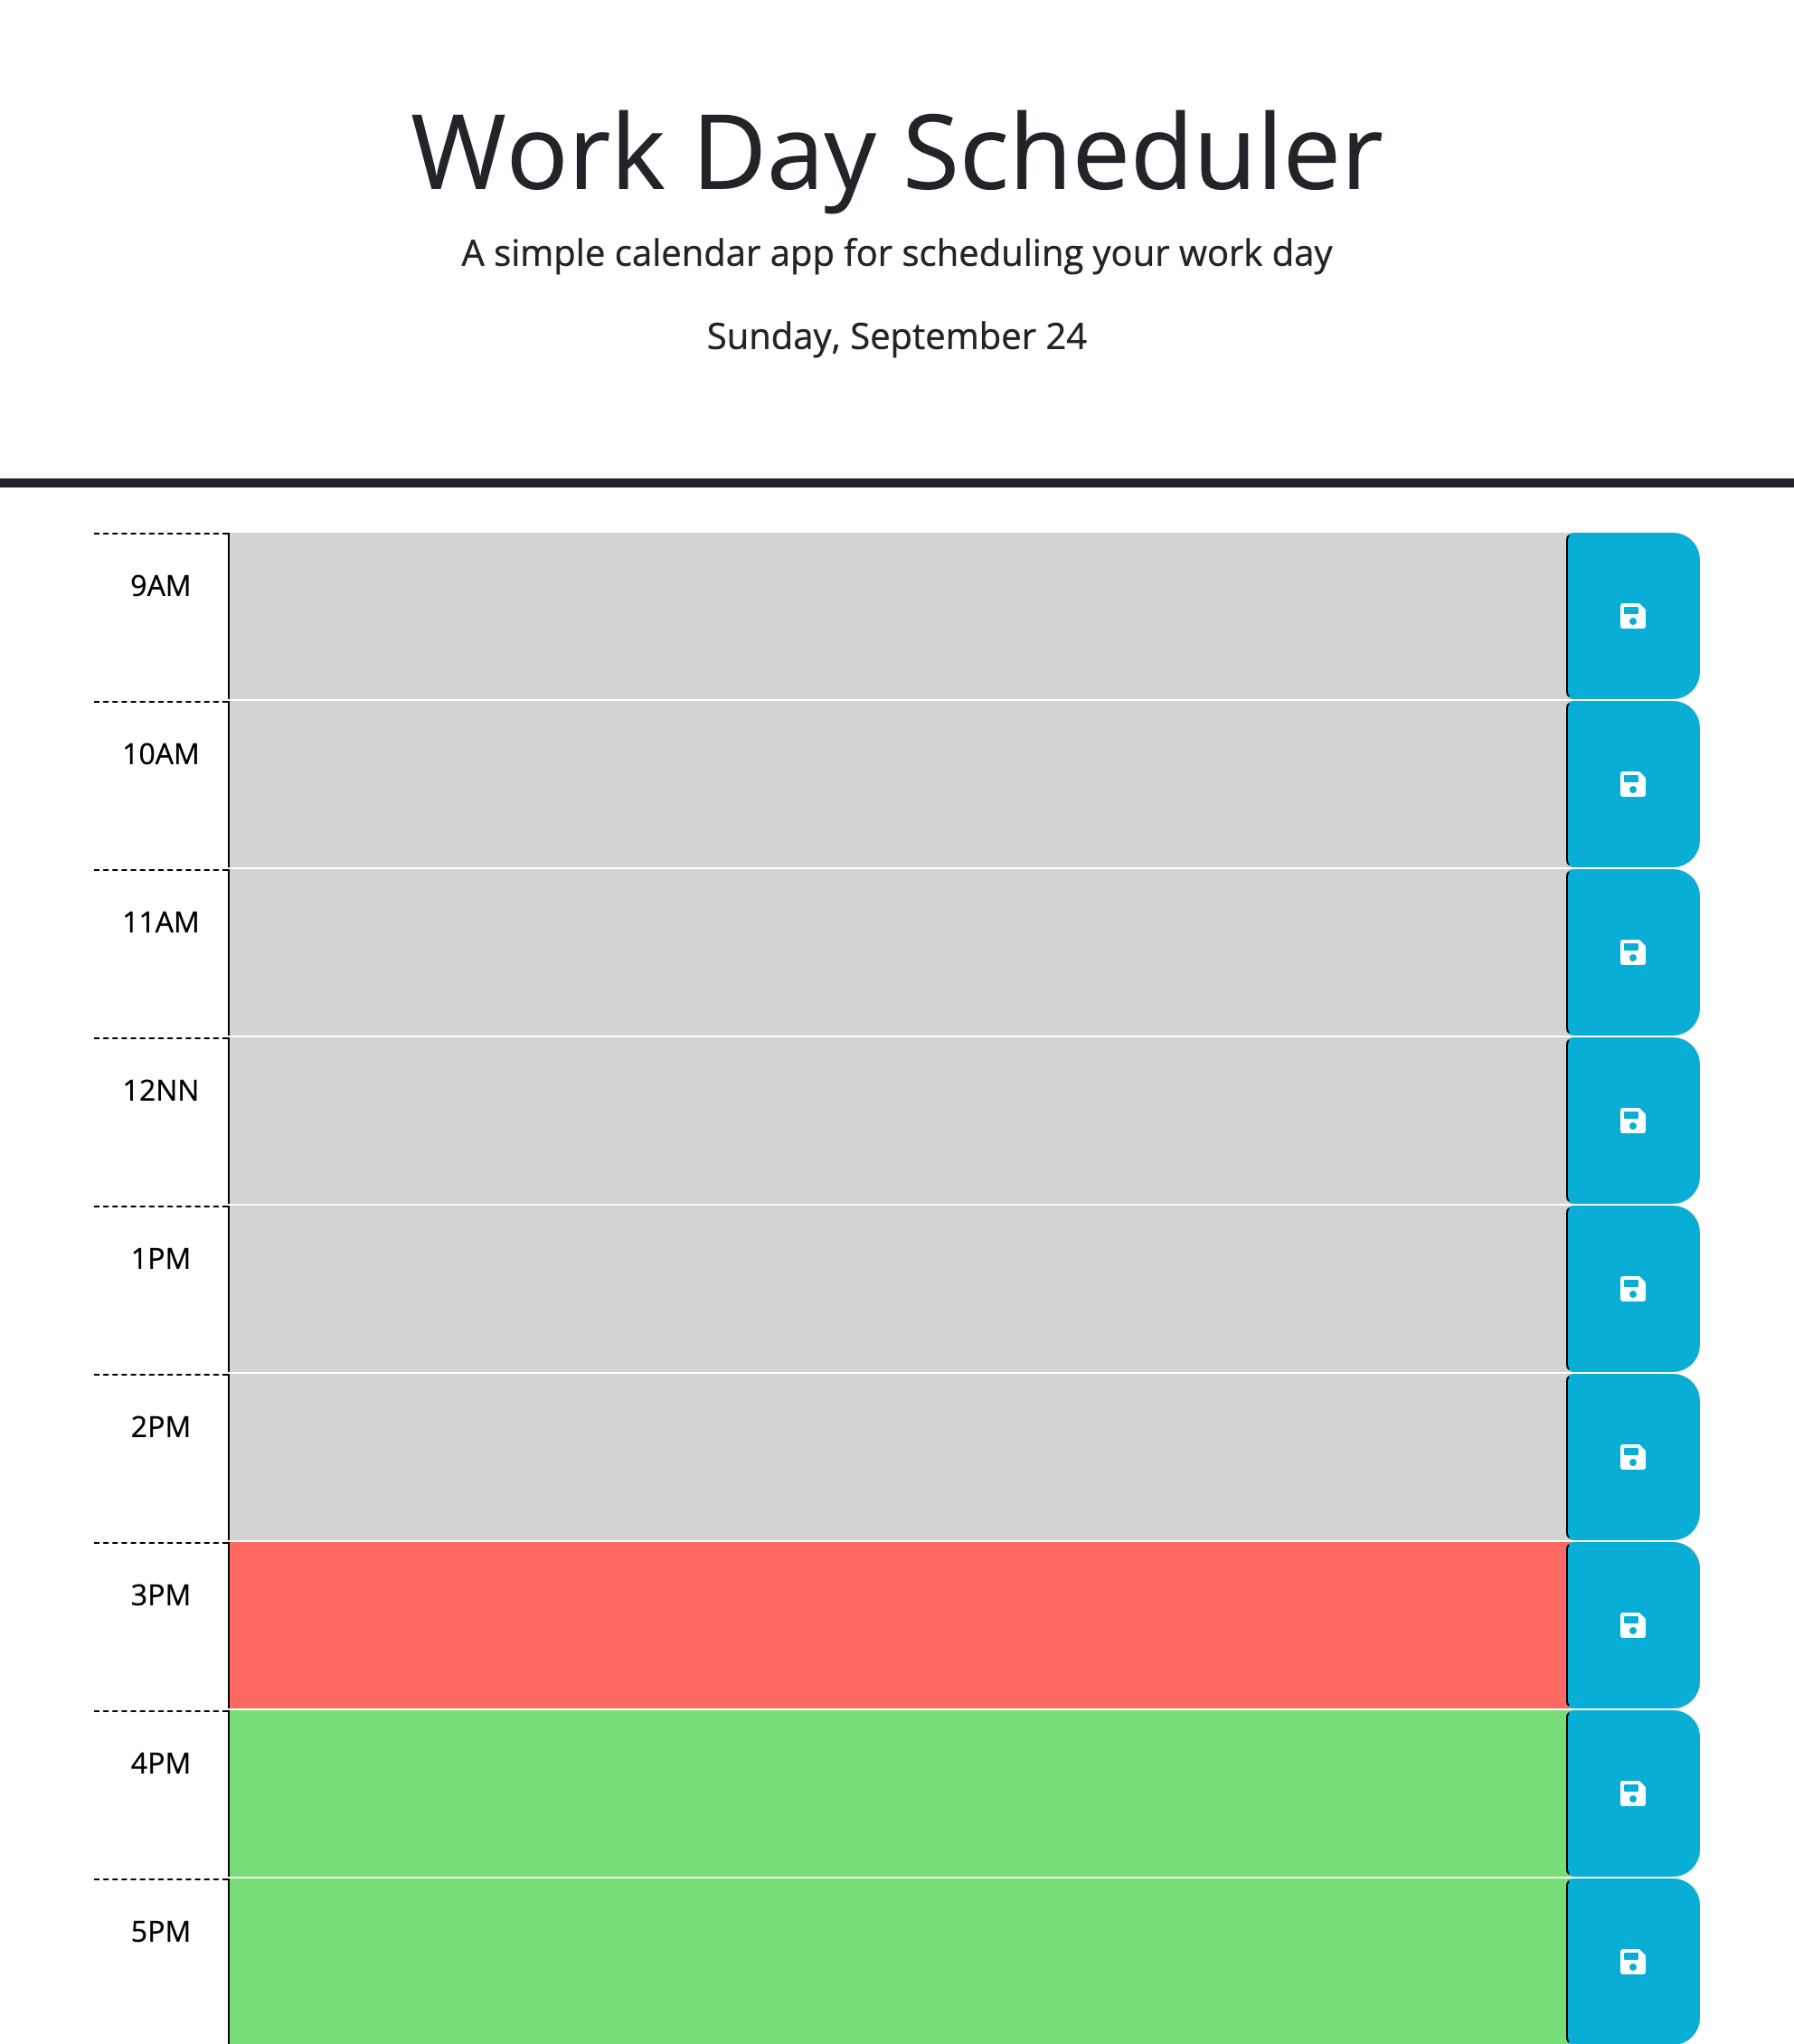 Work Day Scheduler
A simple calendar app for scheduling your work day
Sunday, September 24
9AM
10AM
11AM
12NN
1PM
2PM
3PM
4PM
5PM